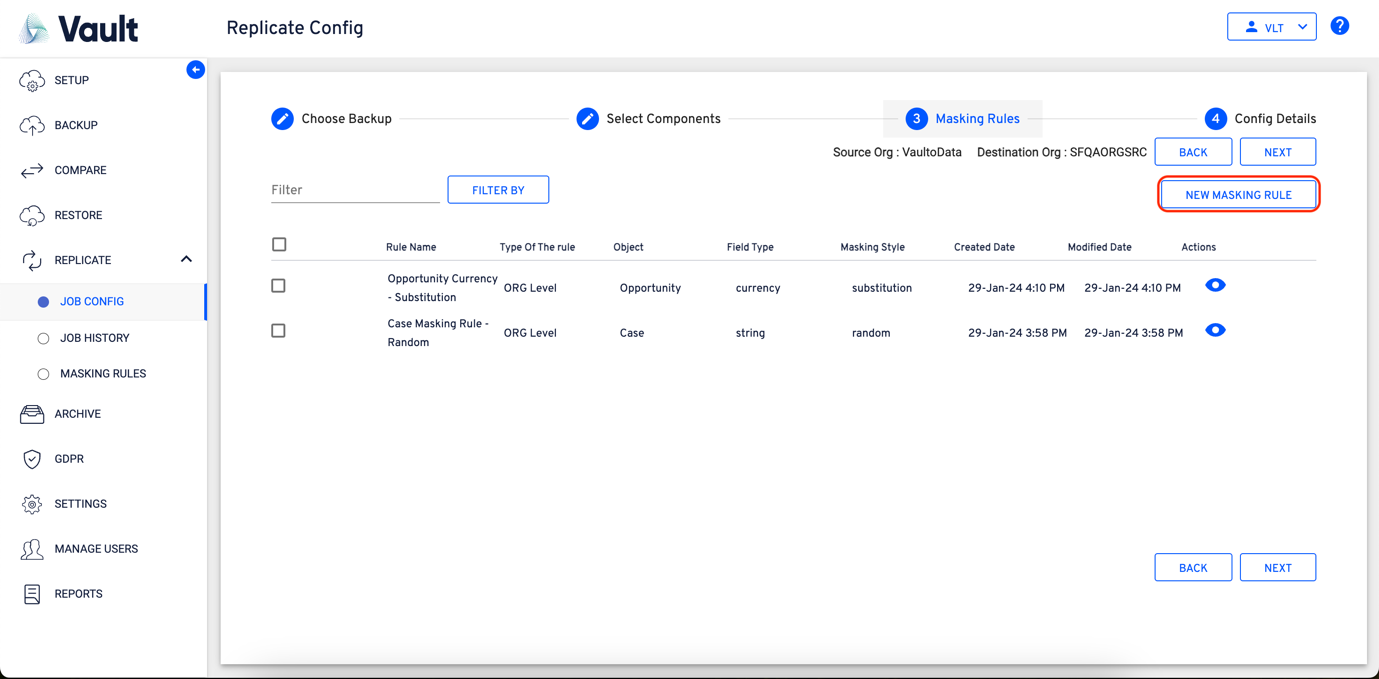 Vault
Replicate Config
VLT
?
SETUP
BACKUP
COMPARE
RESTORE
REPLICATE
JOB CONFIG
JOB HISTORY
MASKING RULES
ARCHIVE
GDPR
SETTINGS
MANAGE USERS
REPORTS
Choose Backup
Select Components
3 Masking Rules
4 Config Details
Source Org : VaultoData Destination Org : SFQAORGSRC BACK NEXT
Filter FILTER BY
NEW MASKING RULE
Rule Name Type Of The rule Object Field Type Masking Style Created Date Modified Date Actions
Opportunity Currency
- Substitution
ORG Level Opportunity currency substitution 29-Jan-24 4:10 PM 29-Jan-24 4:10 PM
Case Masking Rule -
Random
ORG Level Case string random 29-Jan-24 3:58 PM 29-Jan-24 3:58 PM
BACK NEXT